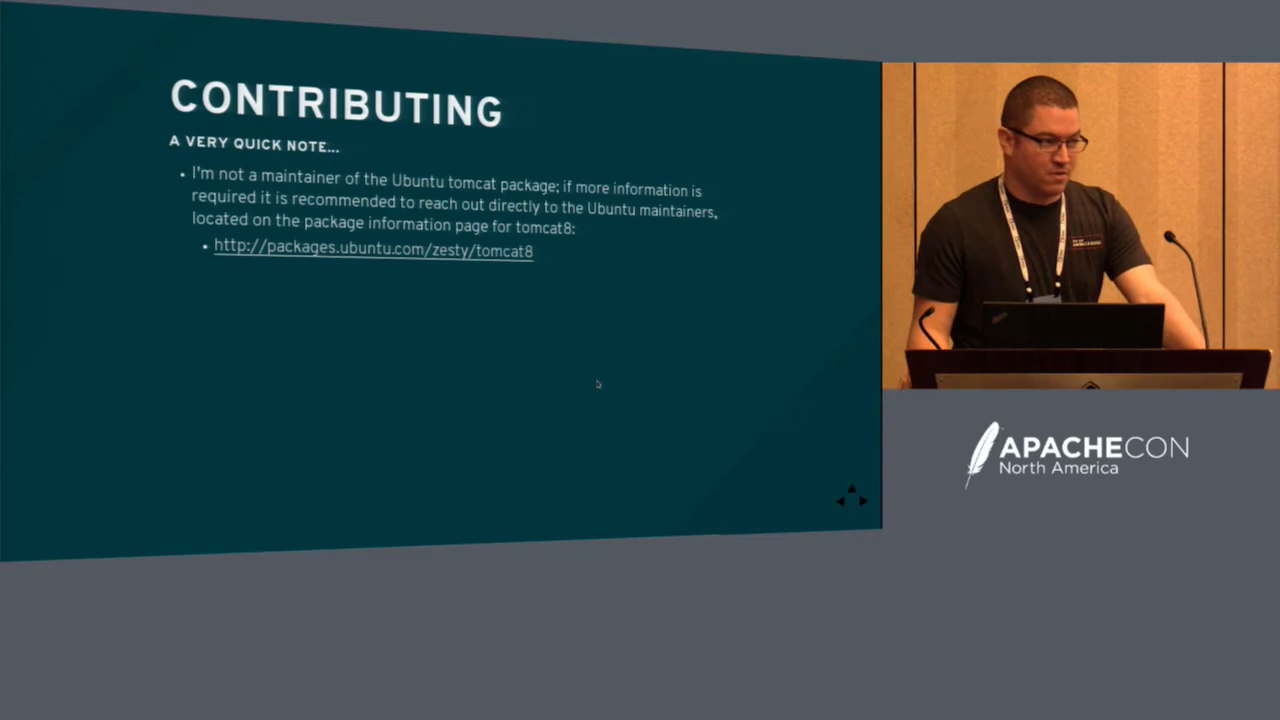 CONTRIBUTING
A VERY QUICK NOTE...
• I'm not a maintainer of the Ubuntu tomcat package; if more information is
required it is recommended to reach out directly to the Ubuntu maintainers,
located on the package information page for tomcat8:
• http://packages.ubuntu.com/zesty/tomcat8
APACHECON
North America